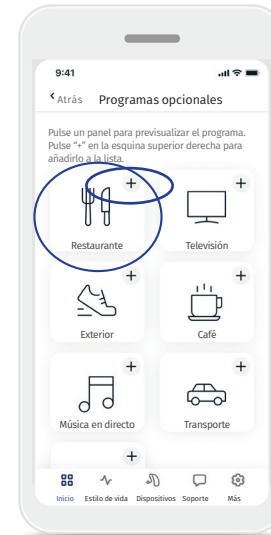 9:41
Atrás Programas opcionales
Pulse un panel para previsualizar el programa.
Pulse “+” en la esquina superior derecha para
añadirlo a la lista.
+ +
Restaurante Televisión
+ +
Exterior Café
+ +
Música en directo Transporte
+
Inicio Estilo de vida Dispositivos Soporte Más